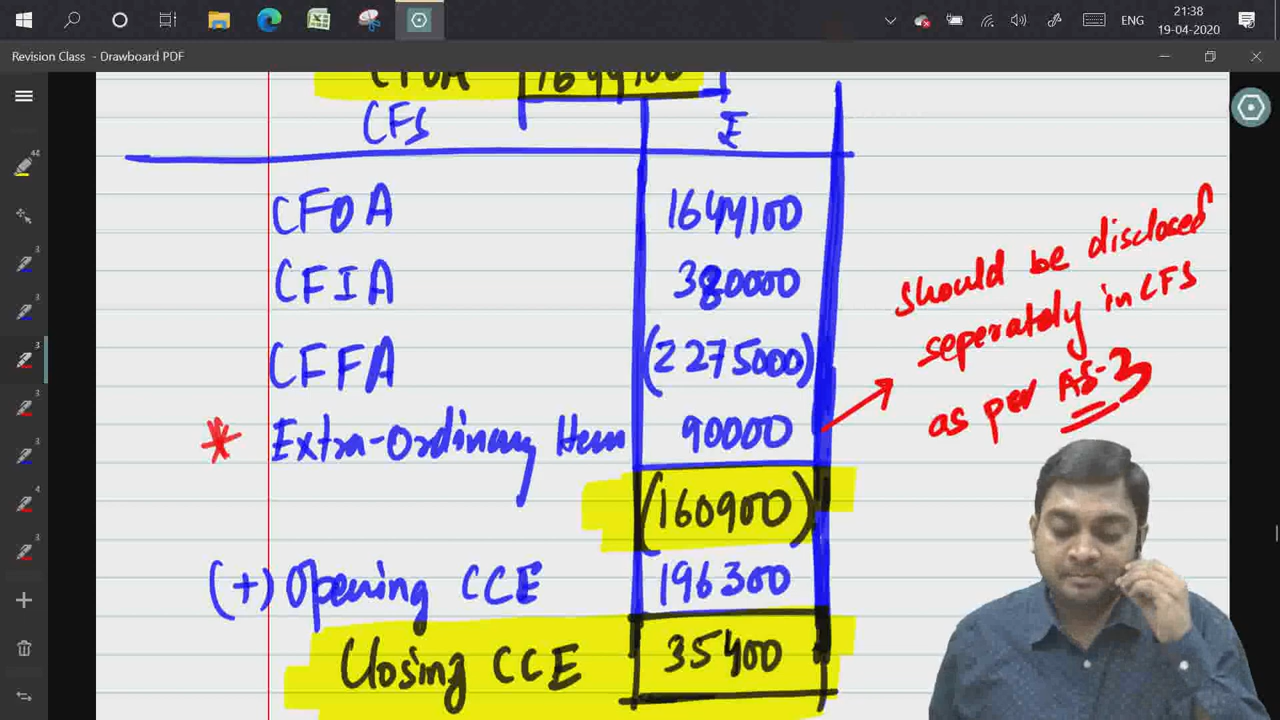 ENG
21:38
19-04-2020
Revision Class - Drawboard PDF
CFOA 1644100
CFS ₹
CFOA 1644100
CFIA 380000
CFFA (2275000)
* Extra-Ordinary Item 90000
(160900)
(+) Opening CCE 196300
Closing CCE 35400
Should be disclosed
seperately in CFS
as per AS-3